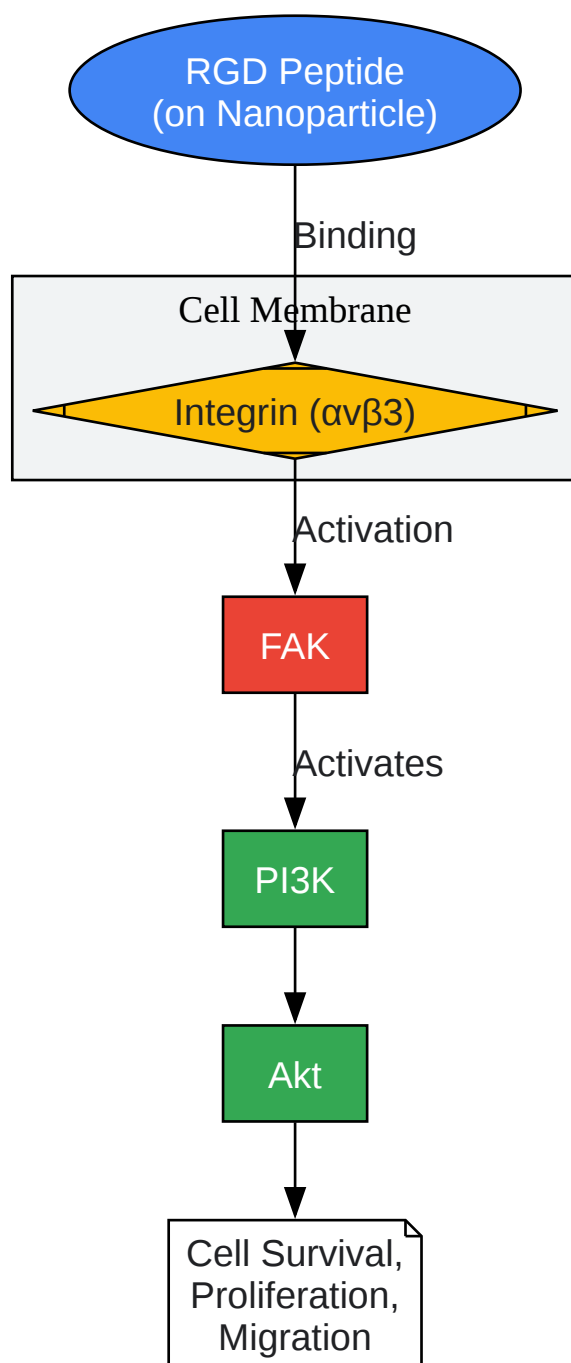 RGD Peptide
(on Nanoparticle)
Binding
Cell Membrane
Integrin (αvβ3)
Activation
FAK
Activates
PI3K
Akt
Cell Survival,
Proliferation,
Migration